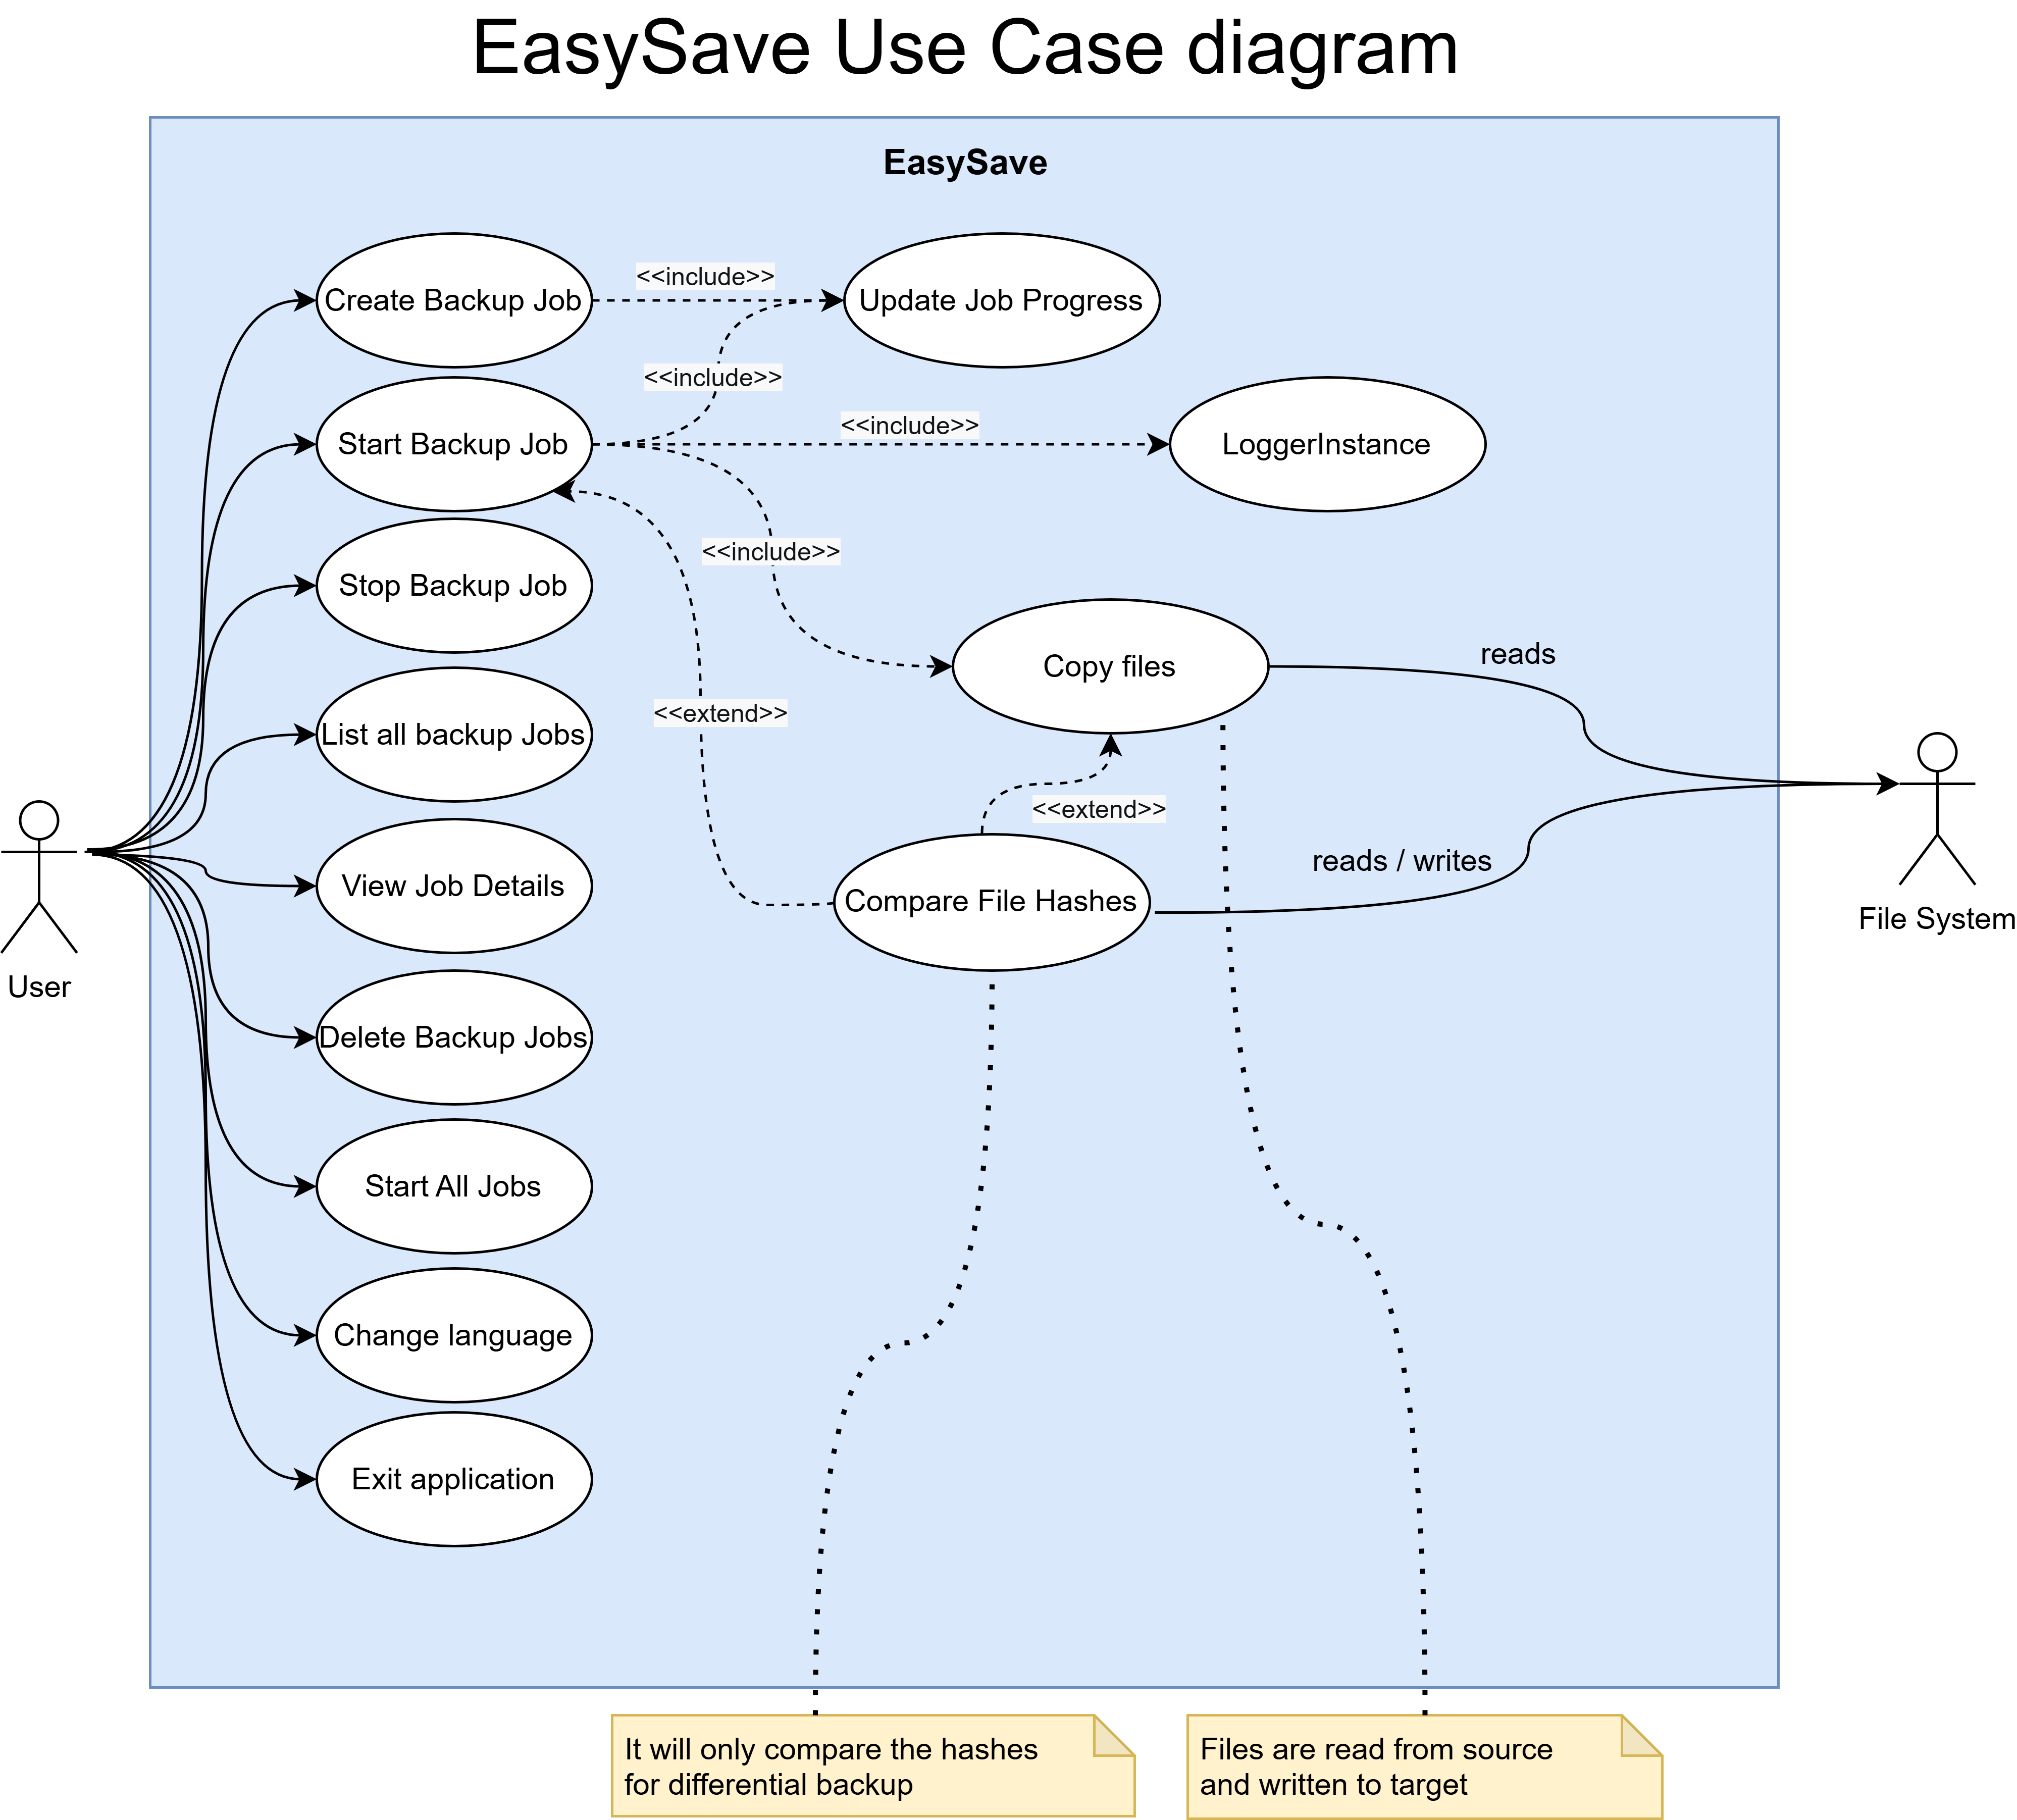 EasySave Use Case diagram
EasySave
Create Backup Job
<<include>>
Update Job Progress
<<include>>
Start Backup Job
<<include>>
LoggerInstance
<<include>>
Stop Backup Job
Copy files
reads
<<extend>>
List all backup Jobs
<<extend>>
View Job Details
Compare File Hashes
reads / writes
File System
User
Delete Backup Jobs
Start All Jobs
Change language
Exit application
It will only compare the hashes
for differential backup
Files are read from source
and written to target